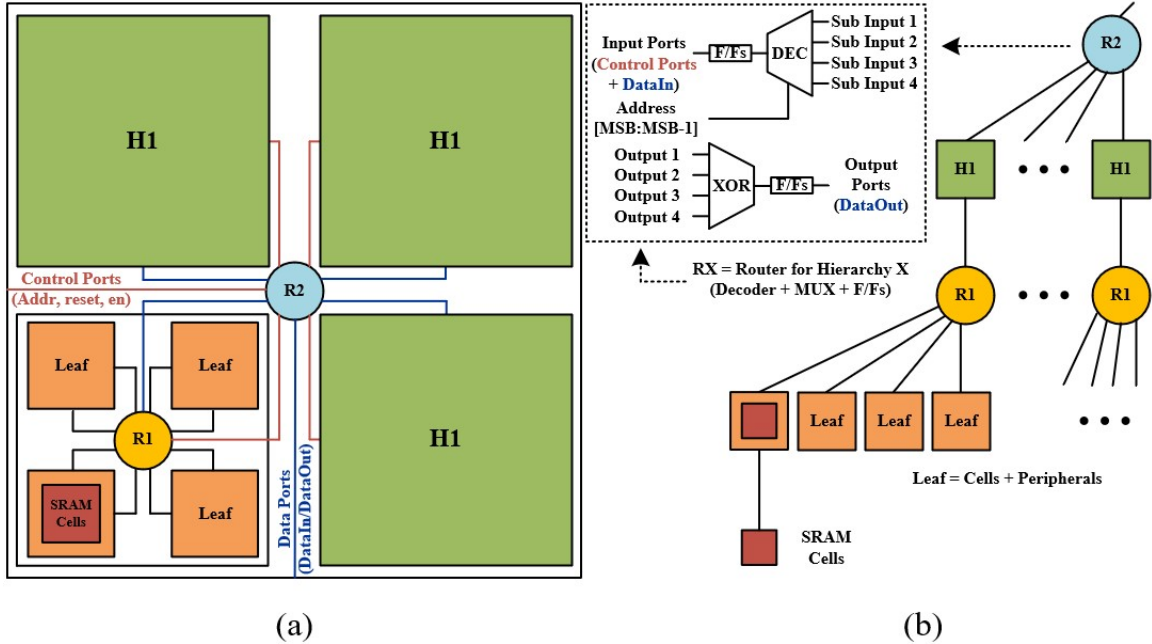 H1
H1
Control Ports
(Addr, reset, en)
R2
Leaf
Leaf
R1
SRAM
Cells
Leaf
Data Ports
(DataIn/DataOut)
H1
(a)
Input Ports
(Control Ports
+ DataIn)
F/Fs
DEC
Sub Input 1
Sub Input 2
Sub Input 3
Sub Input 4
Address
[MSB:MSB-1]
Output 1
Output 2
Output 3
Output 4
XOR
F/Fs
Output
Ports
(DataOut)
RX = Router for Hierarchy X
(Decoder + MUX + F/Fs)
R2
H1
• • •
H1
R1
• • •
R1
Leaf
Leaf
Leaf
• • •
Leaf = Cells + Peripherals
SRAM
Cells
(b)